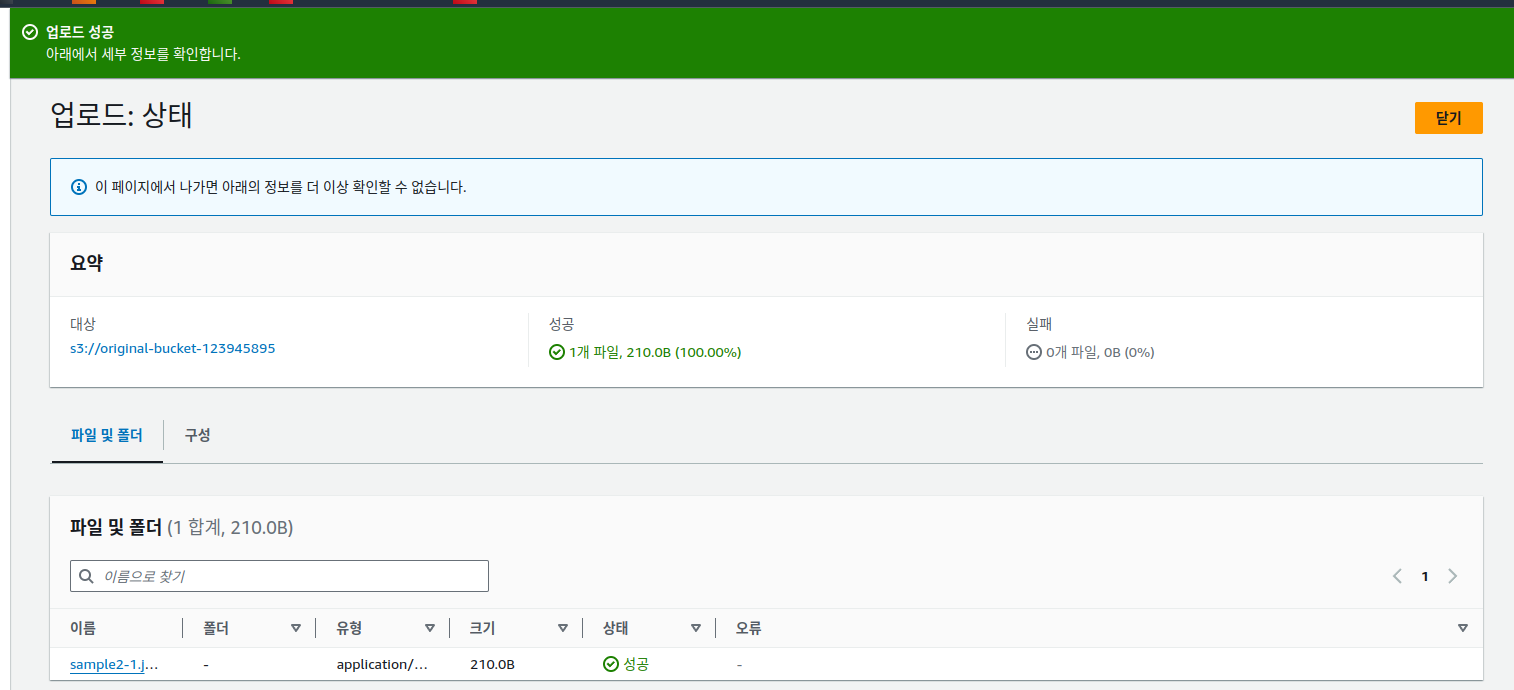 업로드 성공
아래에서 세부 정보를 확인합니다.
업로드: 상태
닫기
이 페이지에서 나가면 아래의 정보를 더 이상 확인할 수 없습니다.
요약
대상
s3://original-bucket-123945895
성공
1개 파일, 210.0B (100.00%)
실패
0개 파일, 0B (0%)
파일 및 폴더 구성
파일 및 폴더 (1 합계, 210.0B)
이름으로 찾기
1
이름 폴더 유형 크기 상태 오류
sample2-1.j... - application/... 210.0B 성공 -